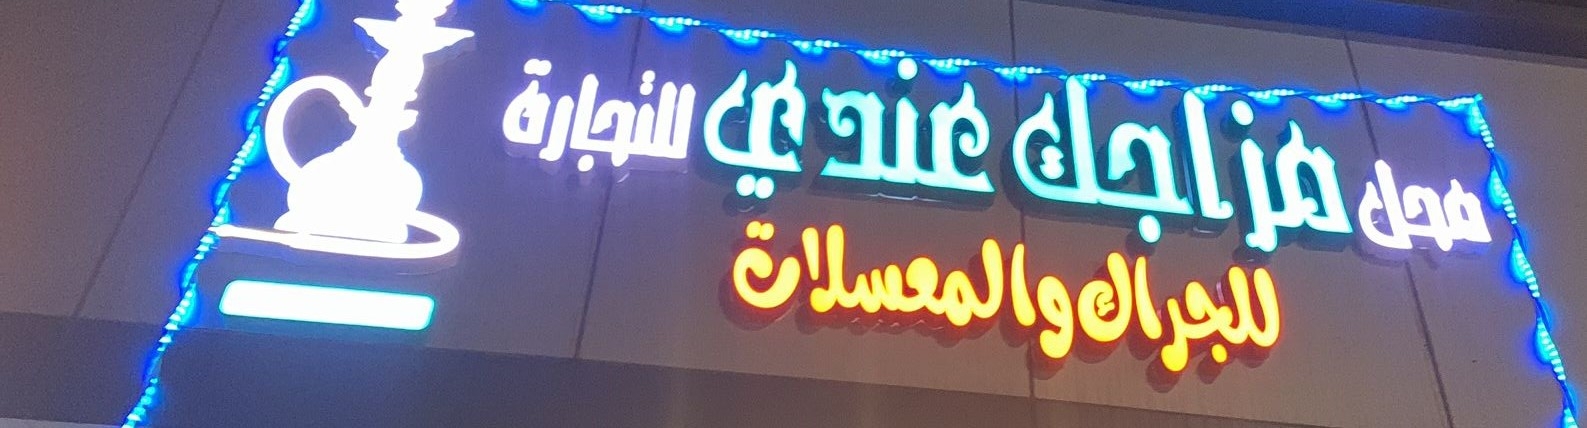 محل مزاجك عندي للتجارة
للجراك والمعسلات